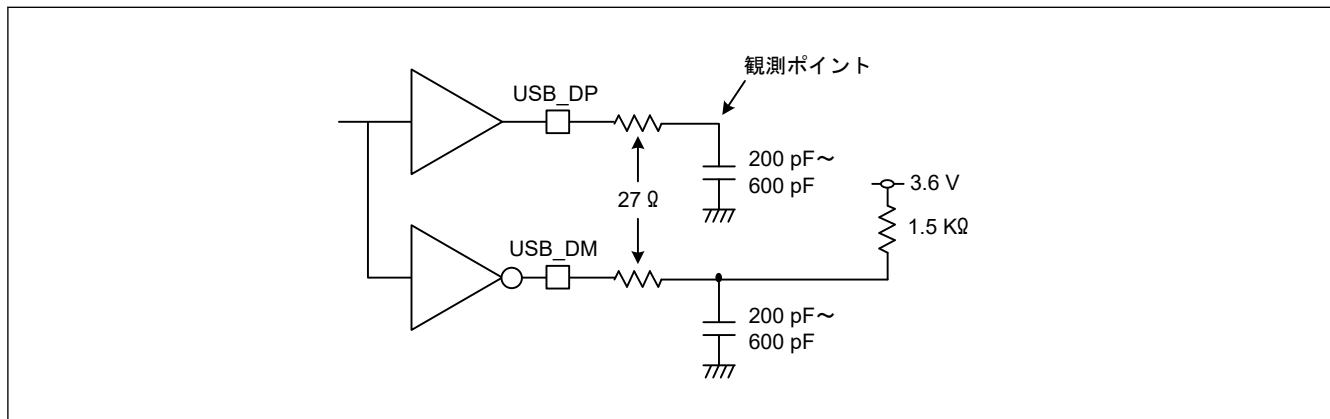 観測ポイント
USB_DP
200 pF～
600 pF
27 Ω
3.6 V
1.5 KΩ
USB_DM
200 pF～
600 pF